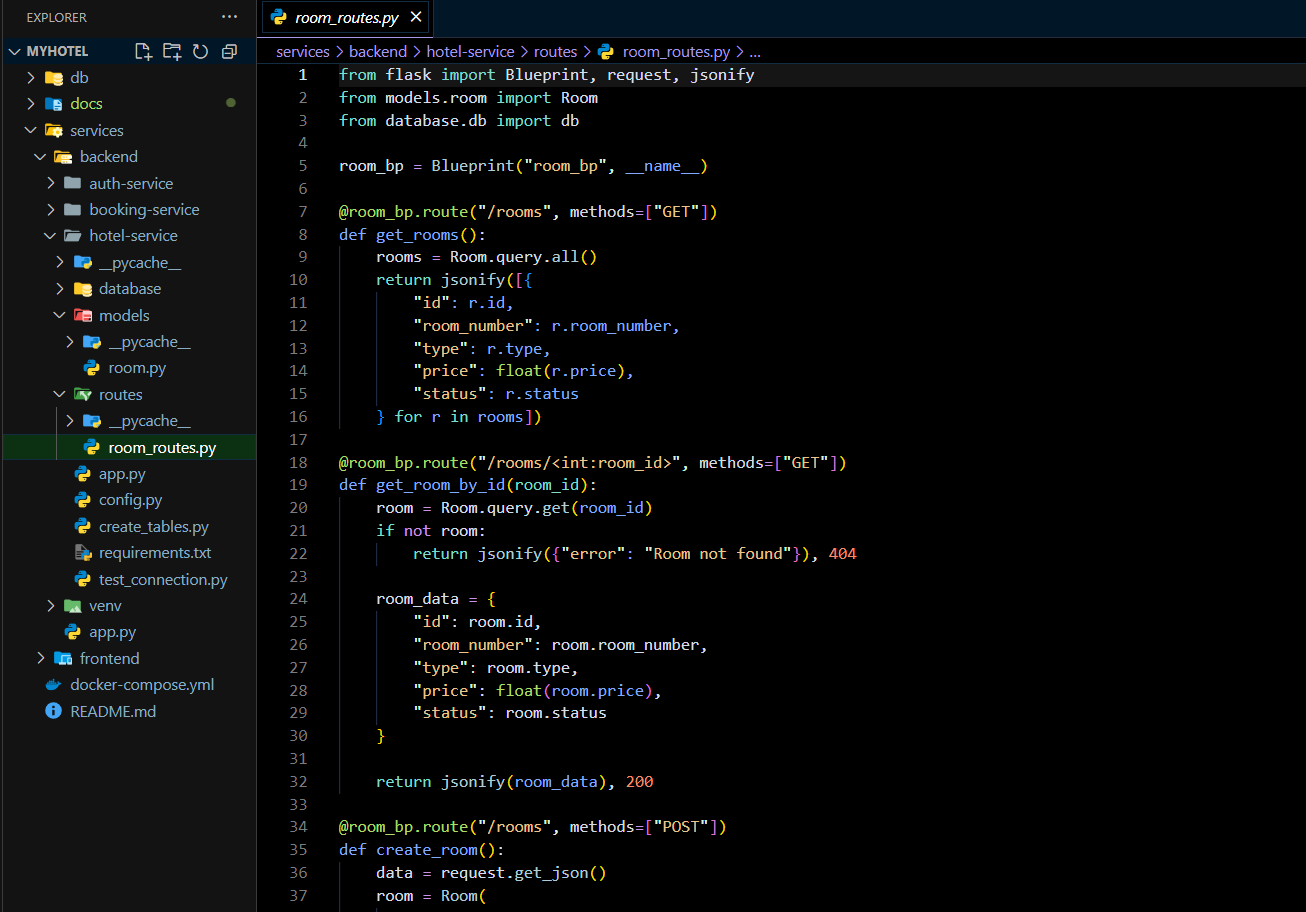 EXPLORER
MYHOTEL
db
docs
services
backend
auth-service
booking-service
hotel-service
__pycache__
database
models
__pycache__
room.py
routes
__pycache__
room_routes.py
app.py
config.py
create_tables.py
requirements.txt
test_connection.py
venv
app.py
frontend
docker-compose.yml
README.md
room_routes.py
services > backend > hotel-service > routes > room_routes.py > ...
1 from flask import Blueprint, request, jsonify
2 from models.room import Room
3 from database.db import db
4
5 room_bp = Blueprint("room_bp", __name__)
6
7 @room_bp.route("/rooms", methods=["GET"])
8 def get_rooms():
9     rooms = Room.query.all()
10     return jsonify([{
11         "id": r.id,
12         "room_number": r.room_number,
13         "type": r.type,
14         "price": float(r.price),
15         "status": r.status
16     } for r in rooms])
17
18 @room_bp.route("/rooms/<int:room_id>", methods=["GET"])
19 def get_room_by_id(room_id):
20     room = Room.query.get(room_id)
21     if not room:
22         return jsonify({"error": "Room not found"}), 404
23
24     room_data = {
25         "id": room.id,
26         "room_number": room.room_number,
27         "type": room.type,
28         "price": float(room.price),
29         "status": room.status
30     }
31
32     return jsonify(room_data), 200
33
34 @room_bp.route("/rooms", methods=["POST"])
35 def create_room():
36     data = request.get_json()
37     room = Room(